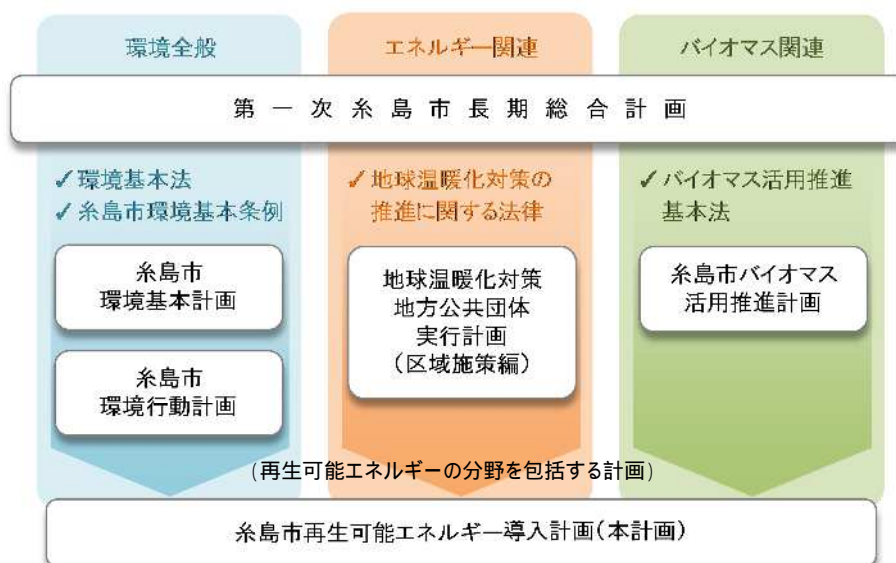 環境全般
エネルギー関連
バイオマス関連
第一次糸島市長期総合計画
✓環境基本法
✓糸島市環境基本条例
糸島市
環境基本計画
糸島市
環境行動計画
✓地球温暖化対策の
推進に関する法律
地球温暖化対策
地方公共団体
実行計画
(区域施策編)
✓バイオマス活用推進
基本法
糸島市バイオマス
活用推進計画
(再生可能エネルギーの分野を包括する計画)
糸島市再生可能エネルギー導入計画(本計画)